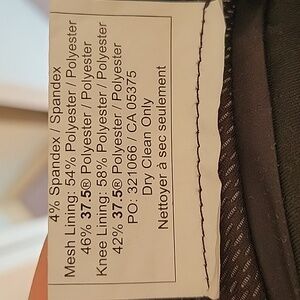 4% Spandex / Spandex
Mesh Lining: 54% Polyester / Polyester
46% 37.5® Polyester / Polyester
Knee Lining: 58% Polyester / Polyester
42% 37.5® Polyester / Polyester
PO: 321066 / CA 05375
Dry Clean Only
Nettoyer à sec seulement